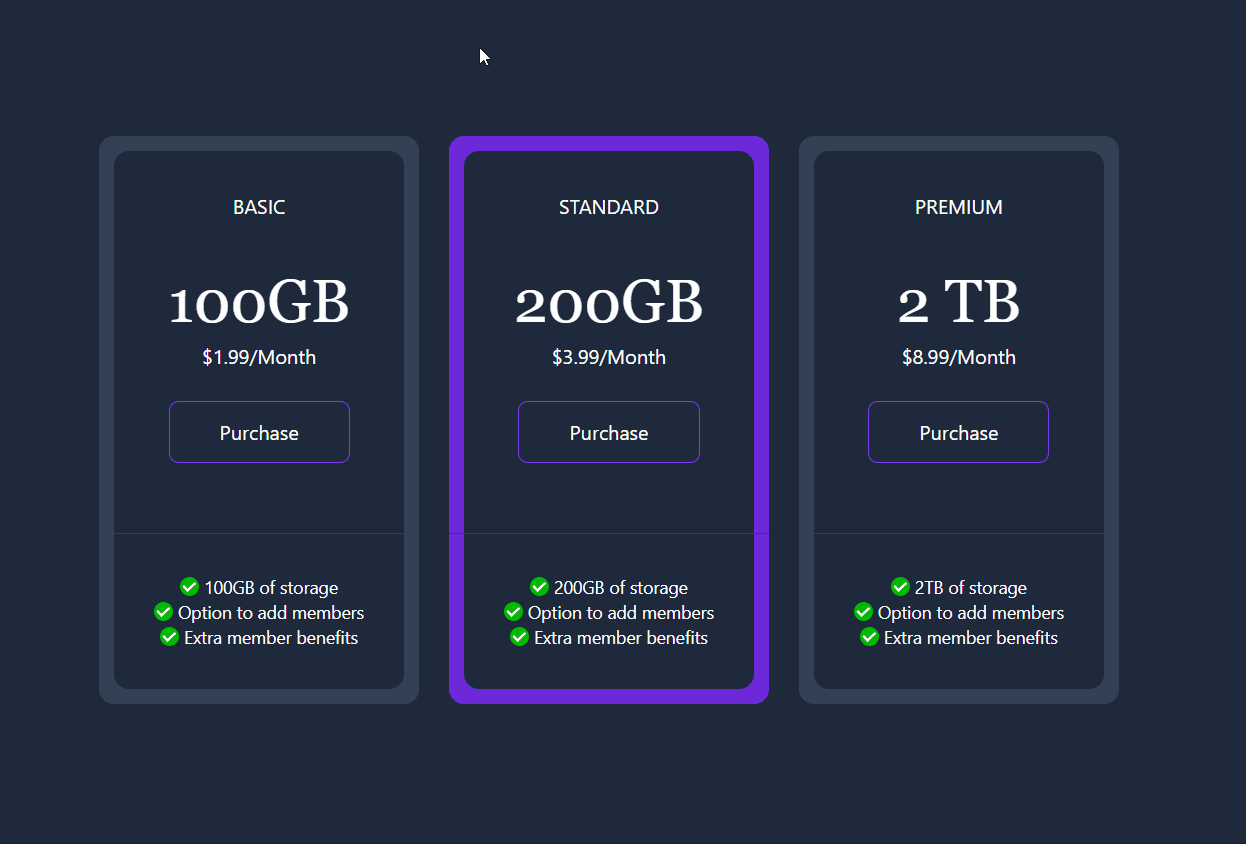 BASIC
100GB
$1.99/Month
Purchase
100GB of storage
Option to add members
Extra member benefits
STANDARD
200GB
$3.99/Month
Purchase
200GB of storage
Option to add members
Extra member benefits
PREMIUM
2 TB
$8.99/Month
Purchase
2TB of storage
Option to add members
Extra member benefits